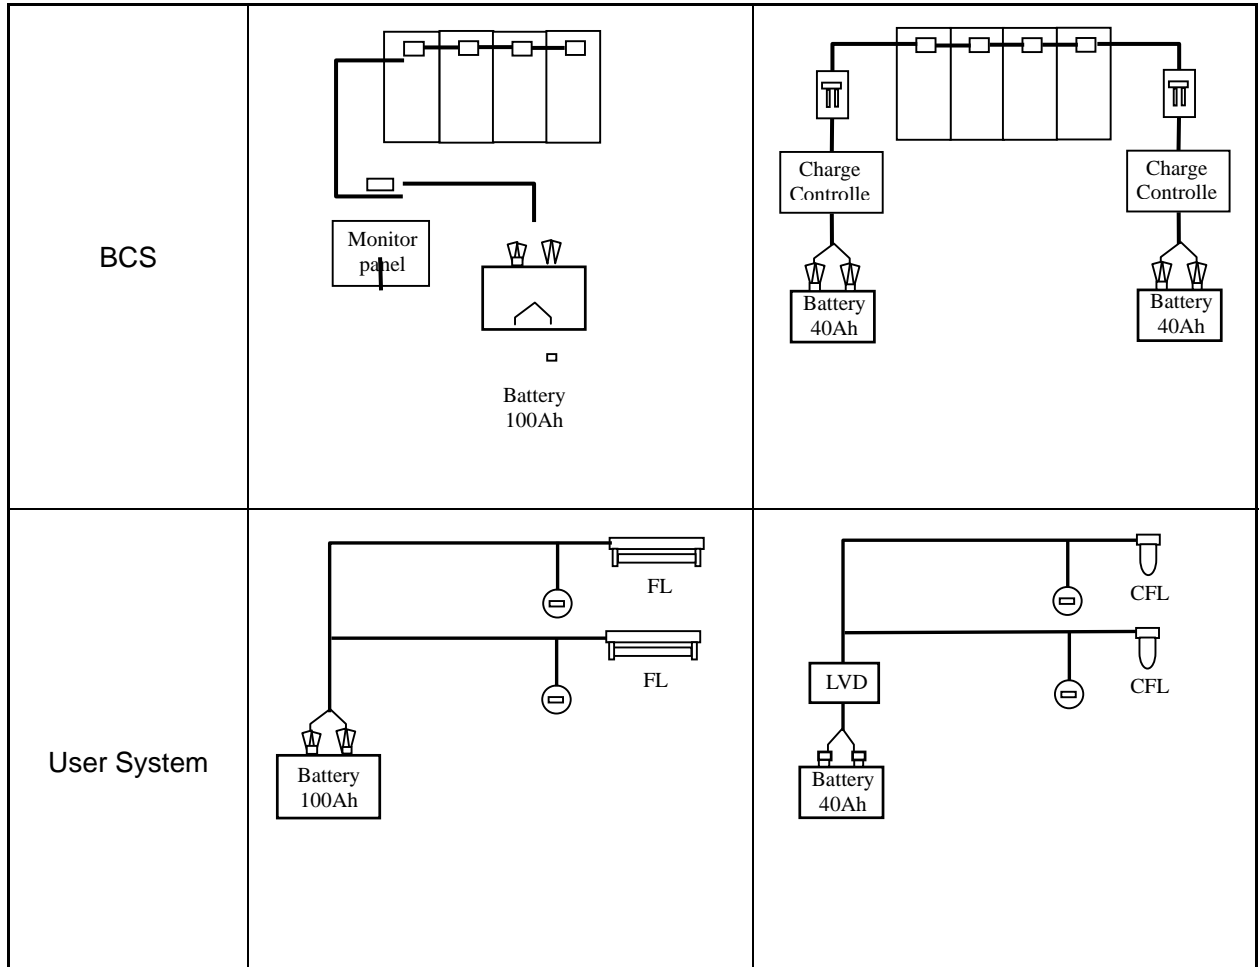 BCS
Monitor
panel
Battery
100Ah
Charge
Controlle
Battery
40Ah
Charge
Controlle
Battery
40Ah
User System
FL
FL
Battery
100Ah
CFL
CFL
LVD
Battery
40Ah